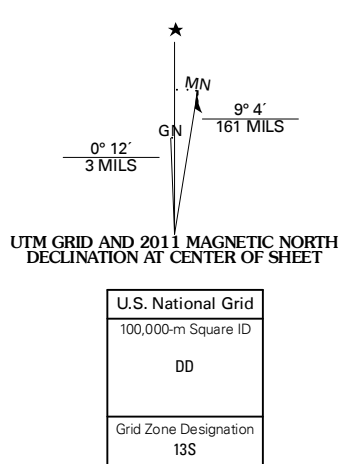 ★
MN
GN
9° 4´
161 MILS
0° 12´
3 MILS
UTM GRID AND 2011 MAGNETIC NORTH
DECLINATION AT CENTER OF SHEET
U.S. National Grid
100,000-m Square ID
DD
Grid Zone Designation
13S